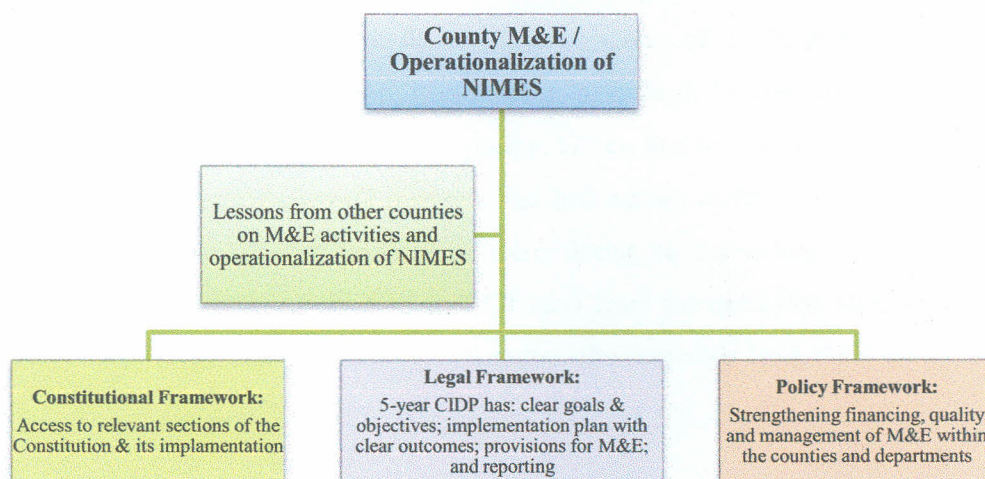 County M&E /
Operationalization of
NIMES
Lessons from other counties
on M&E activities and
operationalization of NIMES
Constitutional Framework:
Access to relevant sections of the
Constitution & its implamentation
Legal Framework:
5-year CIDP has: clear goals &
objectives; implementation plan with
clear outcomes; provisions for M&E;
and reporting
Policy Framework:
Strengthening financing, quality
and management of M&E within
the counties and departments